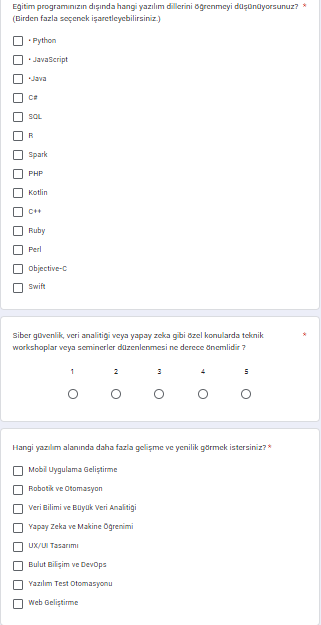 Eğitim programınızın dışında hangi yazılım dillerini öğrenmeyi düşünüyorsunuz? *
(Birden fazla seçenek işaretleyebilirsiniz.)
• Python
• JavaScript
•Java
C#
SQL
R
Spark
PHP
Kotlin
C++
Ruby
Perl
Objective-C
Swift
Siber güvenlik, veri analitiği veya yapay zeka gibi özel konularda teknik *
workshoplar veya seminerler düzenlenmesi ne derece önemlidir ?
1 2 3 4 5
Hangi yazılım alanında daha fazla gelişme ve yenilik görmek istersiniz? *
Mobil Uygulama Geliştirme
Robotik ve Otomasyon
Veri Bilimi ve Büyük Veri Analitiği
Yapay Zeka ve Makine Öğrenimi
UX/UI Tasarımı
Bulut Bilişim ve DevOps
Yazılım Test Otomasyonu
Web Geliştirme